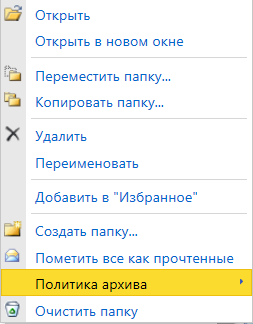 Открыть
Открыть в новом окне
Переместить папку...
Копировать папку...
Удалить
Переименовать
Добавить в "Избранное"
Создать папку...
Пометить все как прочтенные
Политика архива
Очистить папку